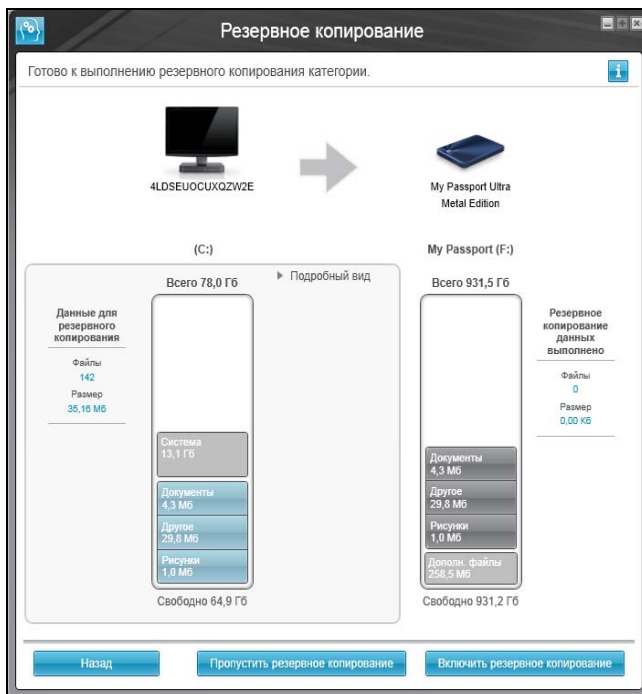 Резервное копирование
Готово к выполнению резервного копирования категории.
i
4LDSEUOCUXQZW2E
My Passport Ultra
Metal Edition
(C:)
My Passport (F:)
Всего 78,0 Гб
Подробный вид
Всего 931,5 Гб
Данные для
резервного
копирования
Файлы
142
Размер
35,16 Мб
Система
13,1 Гб
Документы
4,3 Мб
Другое
29,8 Мб
Рисунки
1,0 Мб
Свободно 64,9 Гб
Документы
4,3 Мб
Другое
29,8 Мб
Рисунки
1,0 Мб
Дополн. файлы
258,5 Мб
Свободно 931,2 Гб
Резервное
копирование
данных
выполнено
Файлы
0
Размер
0,00 Кб
Назад
Пропустить резервное копирование
Включить резервное копирование